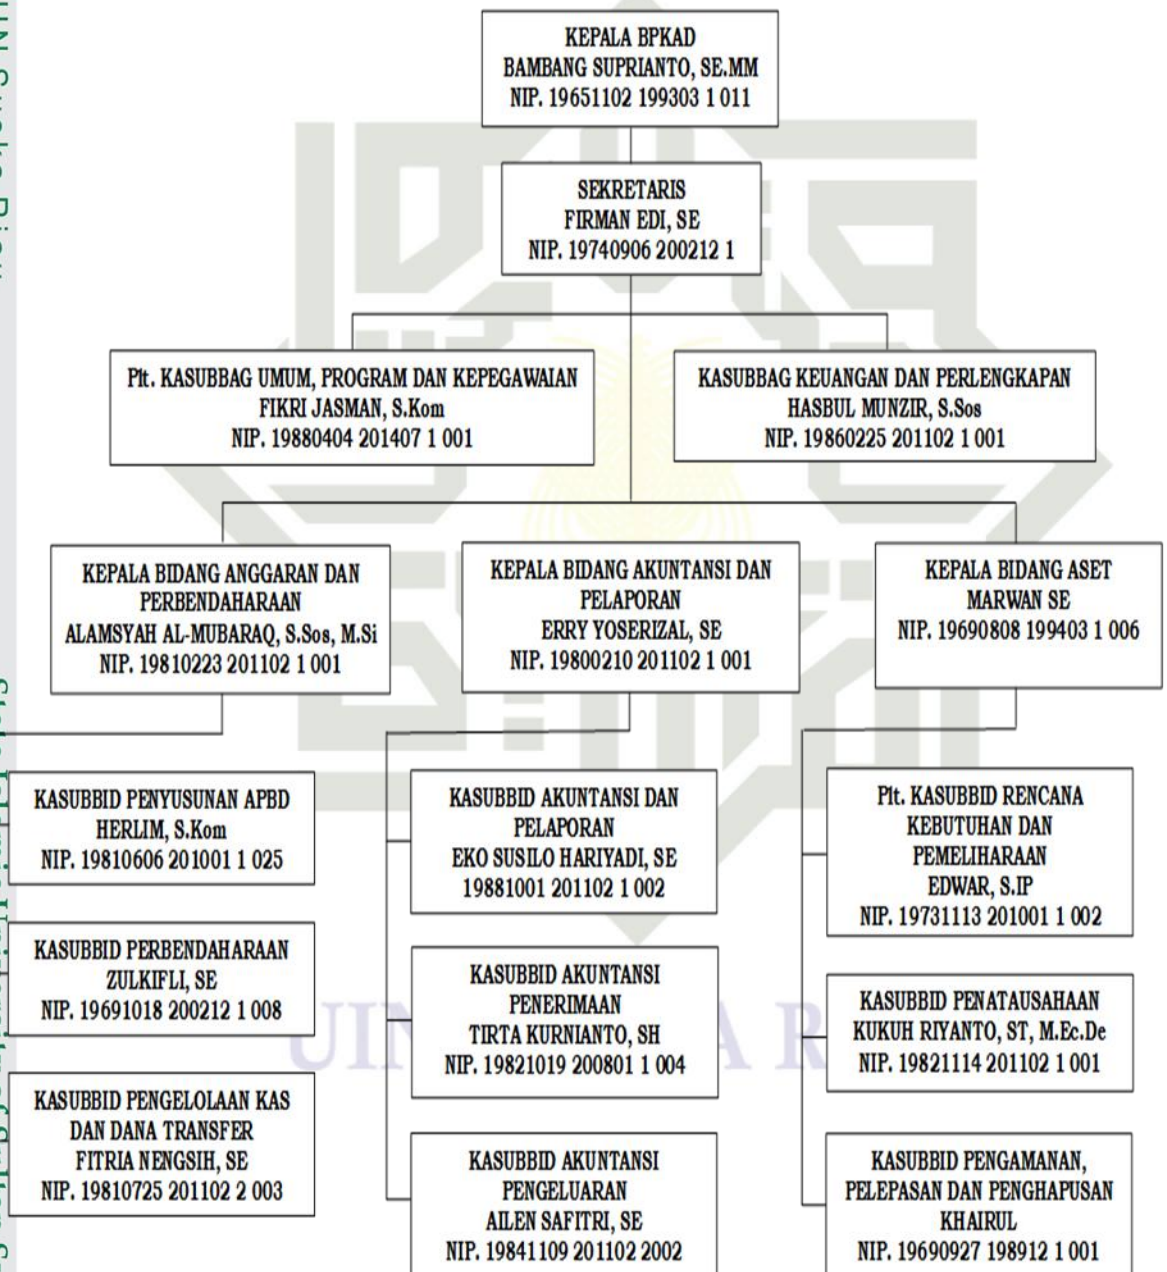 KEPALA BPKAD
BAMBANG SUPRIANTO, SE.MM
NIP. 19651102 199303 1 011
SEKRETARIS
FIRMAN EDI, SE
NIP. 19740906 200212 1
Plt. KASUBBAG UMUM, PROGRAM DAN KEPEGAWAIAN
FIKRI JASMAN, S.Kom
NIP. 19880404 201407 1 001
KASUBBAG KEUANGAN DAN PERLENGKAPAN
HASBUL MUNZIR, S.Sos
NIP. 19860225 201102 1 001
KEPALA BIDANG ANGGARAN DAN
PERBENDAHARAAN
ALAMSYAH AL-MUBARAQ, S.Sos, M.Si
NIP. 19810223 201102 1 001
KEPALA BIDANG AKUNTANSI DAN
PELAPORAN
ERRY YOSERIZAL, SE
NIP. 19800210 201102 1 001
KEPALA BIDANG ASET
MARWAN SE
NIP. 19690808 199403 1 006
KASUBBID PENYUSUNAN APBD
HERLIM, S.Kom
NIP. 19810606 201001 1 025
KASUBBID PERBENDAHARAAN
ZULKIFLI, SE
NIP. 19691018 200212 1 008
KASUBBID PENGELOLAAN KAS
DAN DANA TRANSFER
FITRIA NENGSIH, SE
NIP. 19810725 201102 2 003
KASUBBID AKUNTANSI DAN
PELAPORAN
EKO SUSILO HARIYADI, SE
19881001 201102 1 002
KASUBBID AKUNTANSI
PENERIMAAN
TIRTA KURNIANTO, SH
NIP. 19821019 200801 1 004
KASUBBID AKUNTANSI
PENGELUARAN
AILEN SAFITRI, SE
NIP. 19841109 201102 2002
Plt. KASUBBID RENCANA
KEBUTUHAN DAN
PEMELIHARAAN
EDWAR, S.IP
NIP. 19731113 201001 1 002
KASUBBID PENATAUSAHAAN
KUKUH RIYANTO, ST, M.Ec.De
NIP. 19821114 201102 1 001
KASUBBID PENGAMANAN,
PELEPASAN DAN PENGHAPUSAN
KHAIRUL
NIP. 19690927 198912 1 001